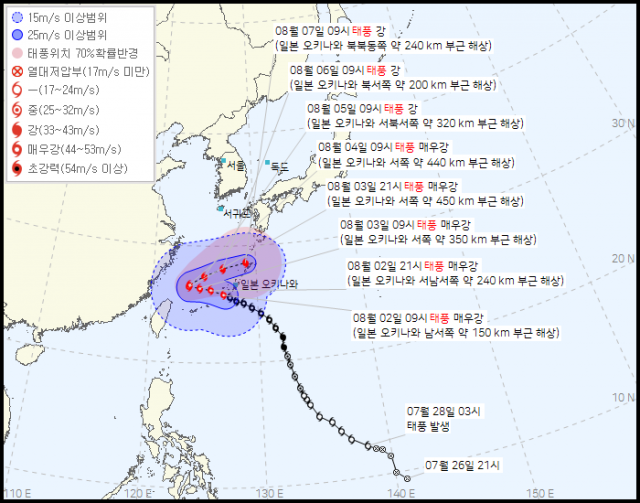 15m/s 이상범위
25m/s 이상범위
태풍위치 70%확률반경
열대저압부(17m/s 미만)
―(17~24m/s)
중(25~32m/s)
강(33~43m/s)
매우강(44~53m/s)
초강력(54m/s 이상)
08월 07일 09시 태풍 강
(일본 오키나와 북북동쪽 약 240 km 부근 해상)
08월 06일 09시 태풍 강
(일본 오키나와 북서쪽 약 200 km 부근 해상)
08월 05일 09시 태풍 강
(일본 오키나와 서북서쪽 약 320 km 부근 해상)
30 N
08월 04일 09시 태풍 매우강
(일본 오키나와 서쪽 약 440 km 부근 해상)
서울
독도
08월 03일 21시 태풍 매우강
(일본 오키나와 서쪽 약 450 km 부근 해상)
서귀포
08월 03일 09시 태풍 매우강
(일본 오키나와 서쪽 약 350 km 부근 해상)
20 N
08월 02일 21시 태풍 매우강
(일본 오키나와 서남서쪽 약 240 km 부근 해상)
일본 오키나와
08월 02일 09시 태풍 매우강
(일본 오키나와 남서쪽 약 150 km 부근 해상)
10 N
07월 28일 03시
태풍 발생
07월 26일 21시
110 E
120 E
130 E
140 E
150 E